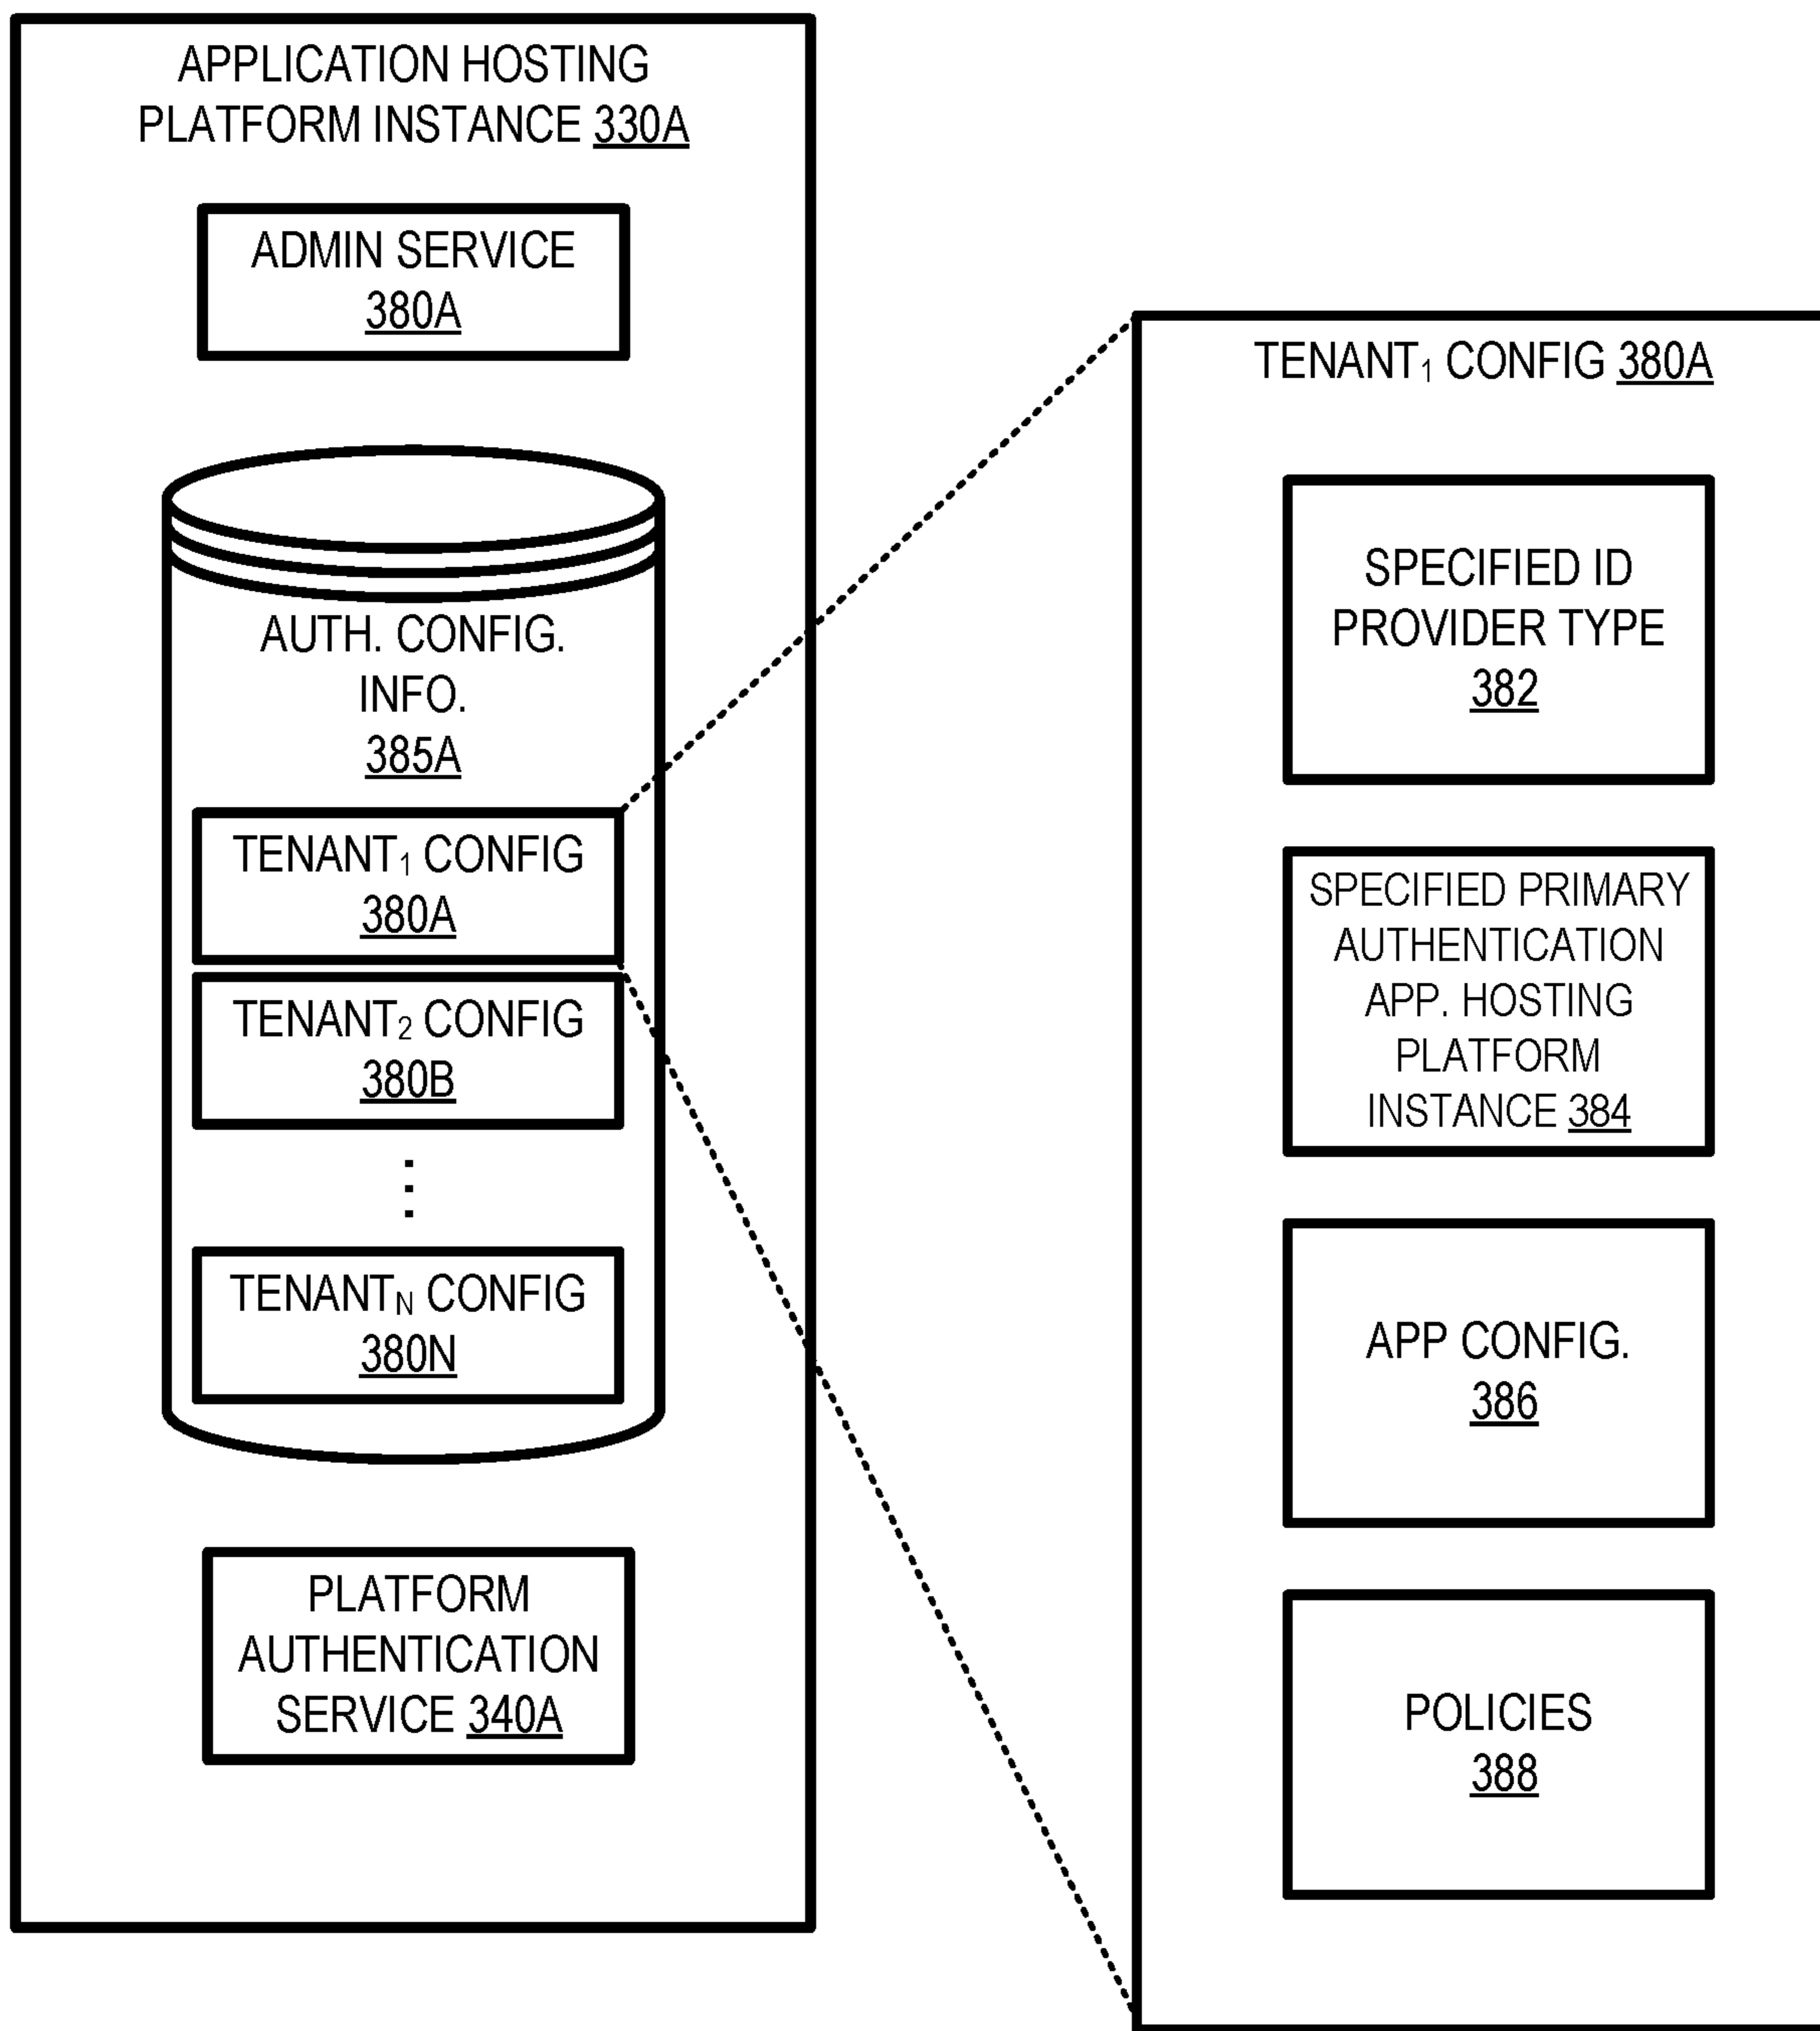 APPLICATION HOSTING
PLATFORM INSTANCE 330A
ADMIN SERVICE
380A
AUTH. CONFIG.
INFO.
385A
TENANT₁ CONFIG
380A
TENANT₂ CONFIG
380B
⋮
TENANT_N CONFIG
380N
PLATFORM
AUTHENTICATION
SERVICE 340A
TENANT₁ CONFIG 380A
SPECIFIED ID
PROVIDER TYPE
382
SPECIFIED PRIMARY
AUTHENTICATION
APP. HOSTING
PLATFORM
INSTANCE 384
APP CONFIG.
386
POLICIES
388